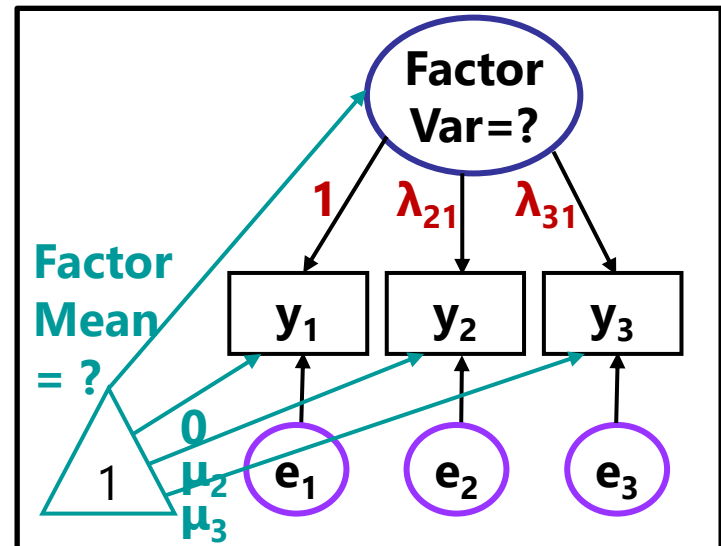 Factor
Var=?
1 λ₂₁ λ₃₁
Factor
Mean
= ?
y₁ y₂ y₃
0
μ₂
μ₃
1
e₁ e₂ e₃